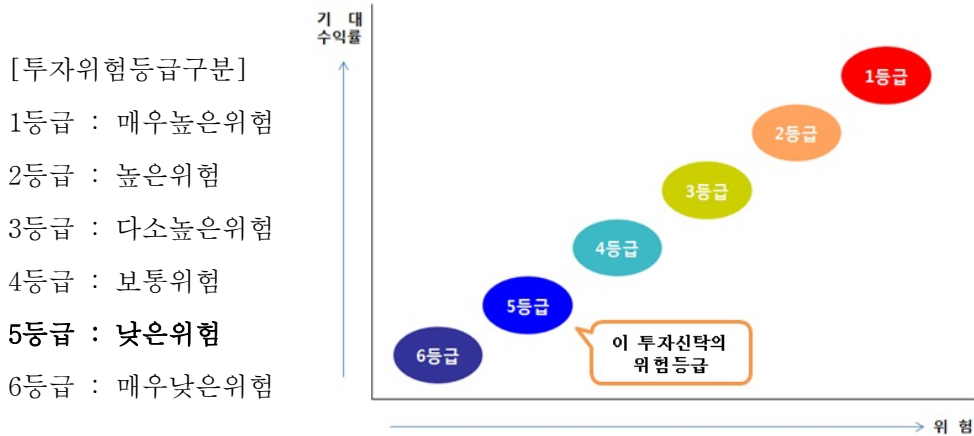 [투자위험등급구분]
1등급 : 매우높은위험
2등급 : 높은위험
3등급 : 다소높은위험
4등급 : 보통위험
5등급 : 낮은위험
6등급 : 매우낮은위험
기 대
수익률
1등급
2등급
3등급
4등급
5등급
6등급
이 투자신탁의
위험등급
위 험